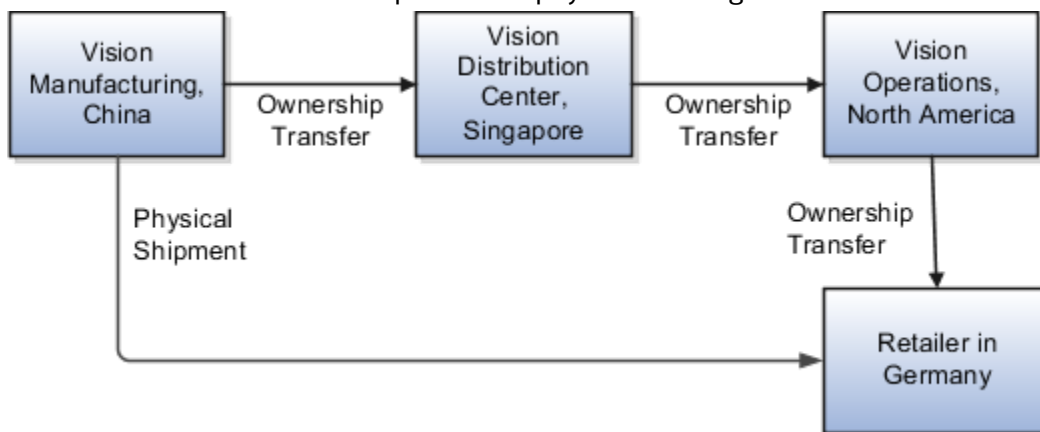 Vision
Manufacturing,
China
Ownership
Transfer
Vision
Distribution
Center,
Singapore
Ownership
Transfer
Vision
Operations,
North America
Physical
Shipment
Ownership
Transfer
Retailer in
Germany